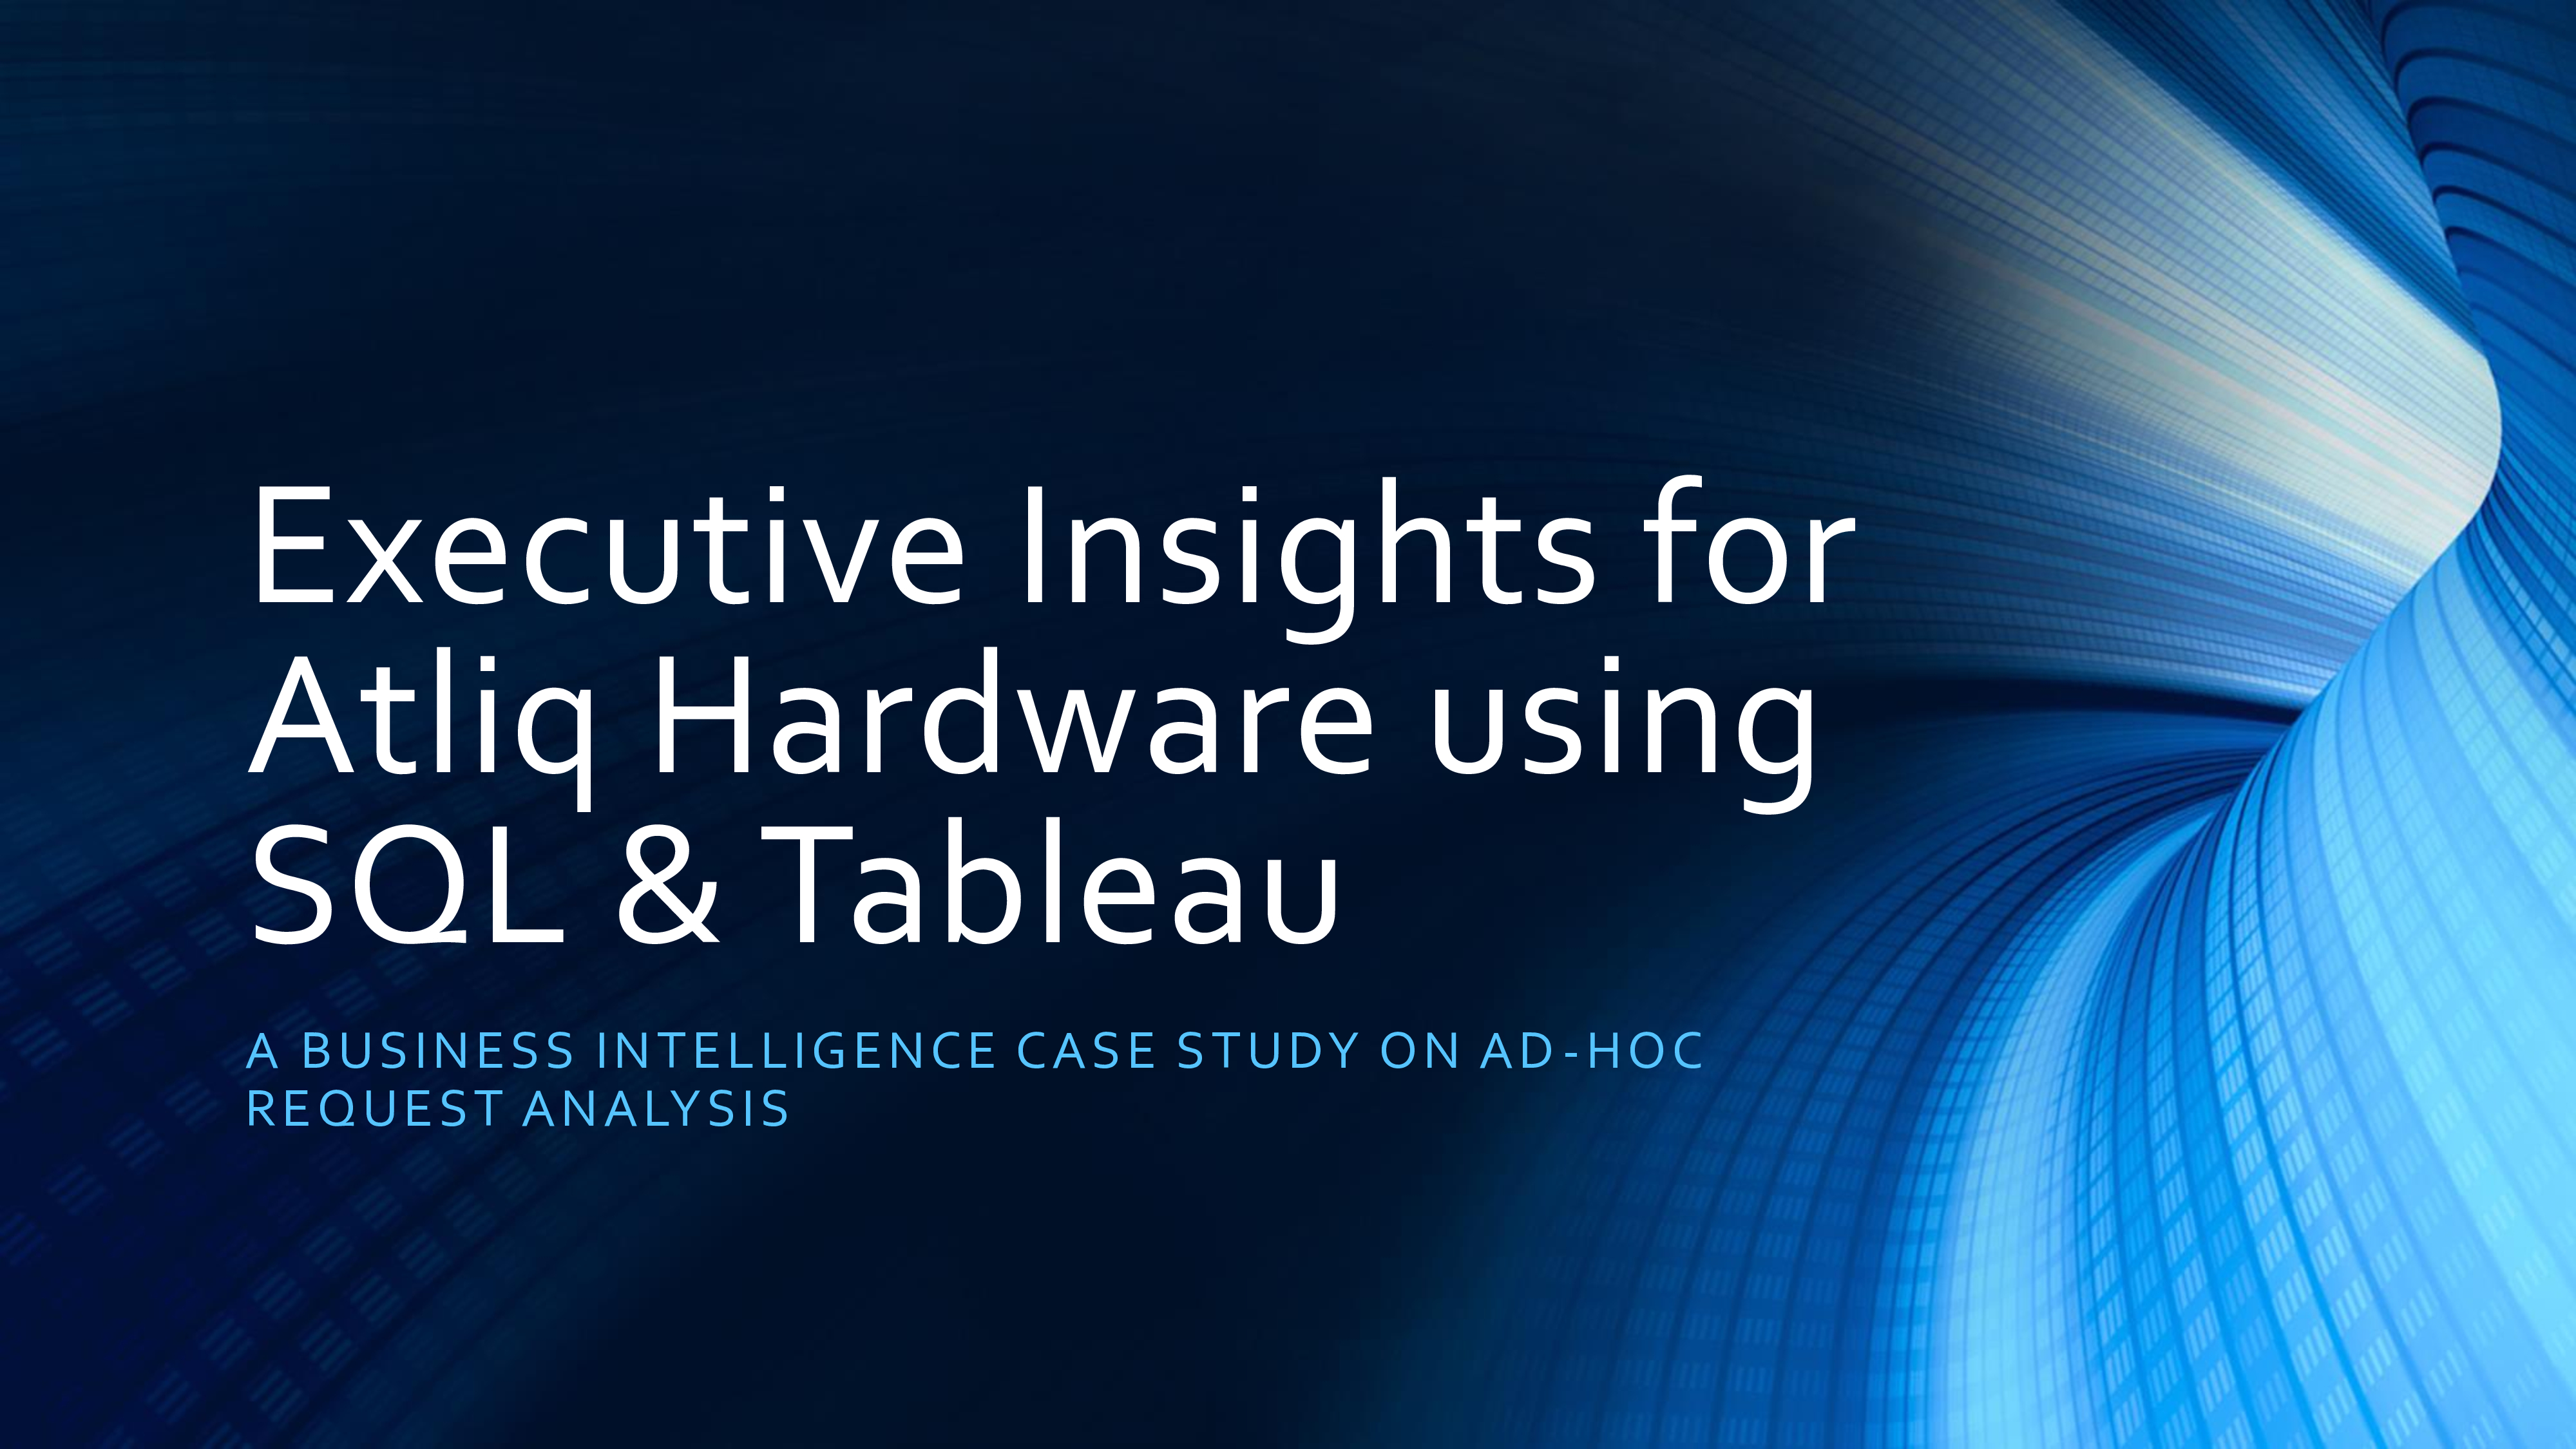 Executive Insights for
Atliq Hardware using
SQL & Tableau
A BUSINESS INTELLIGENCE CASE STUDY ON AD-HOC
REQUEST ANALYSIS